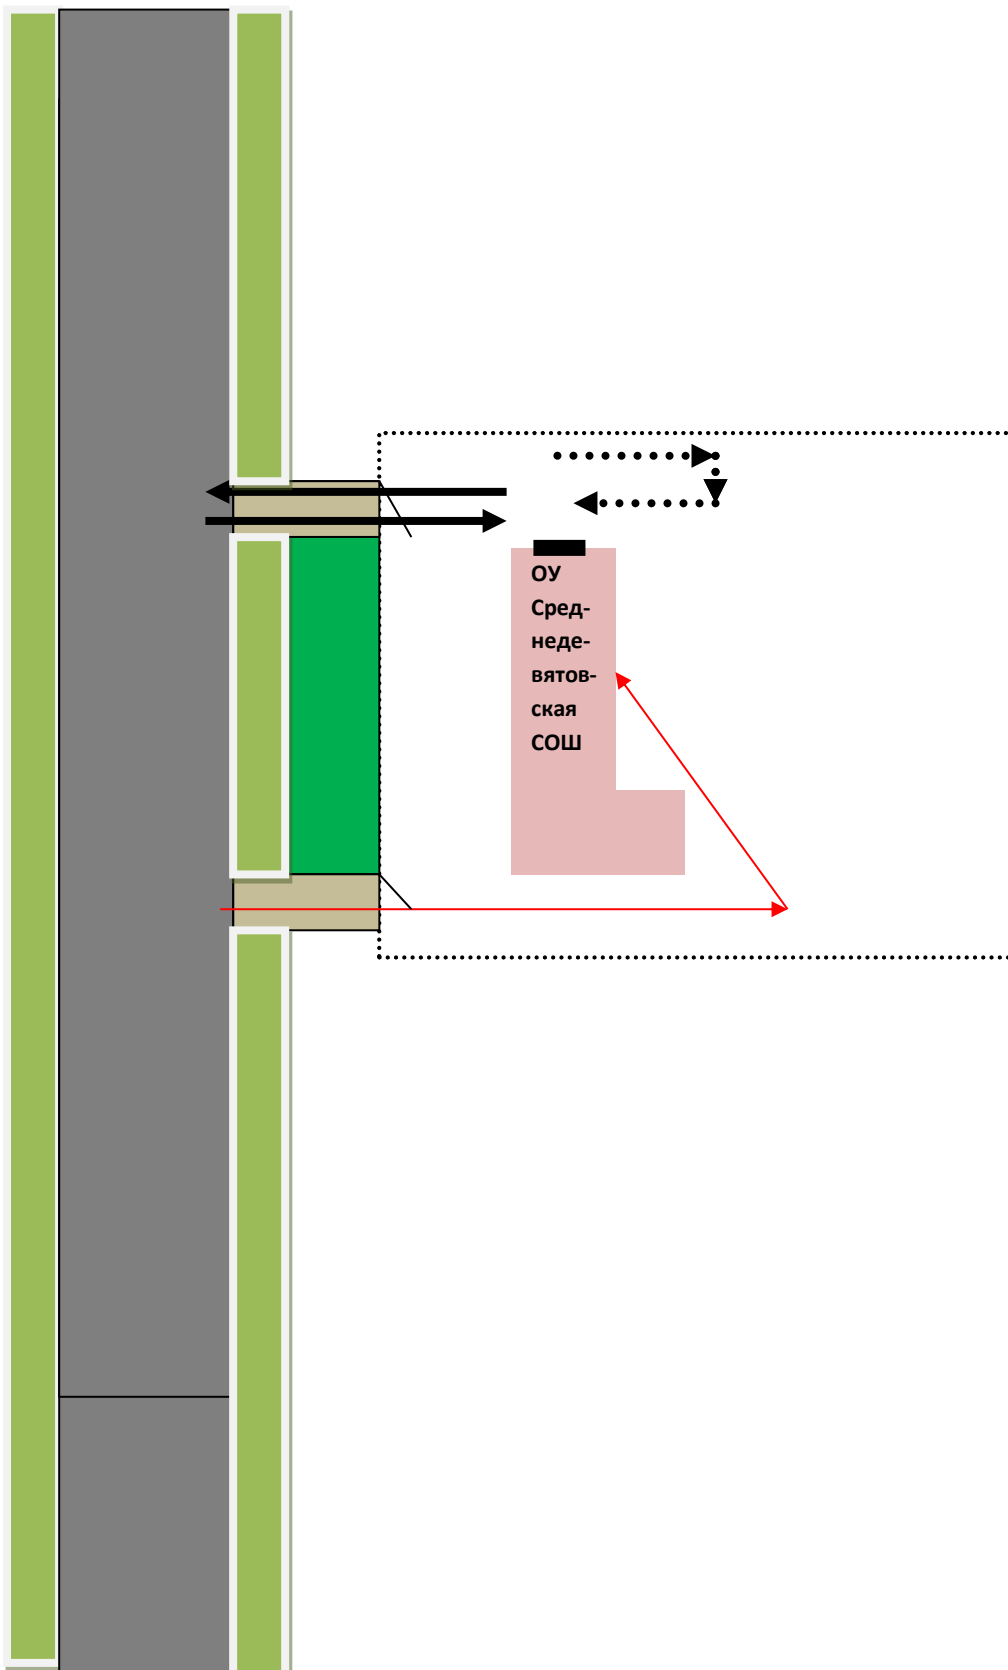 ОУ
Сред-
неде-
вятов-
ская
СОШ